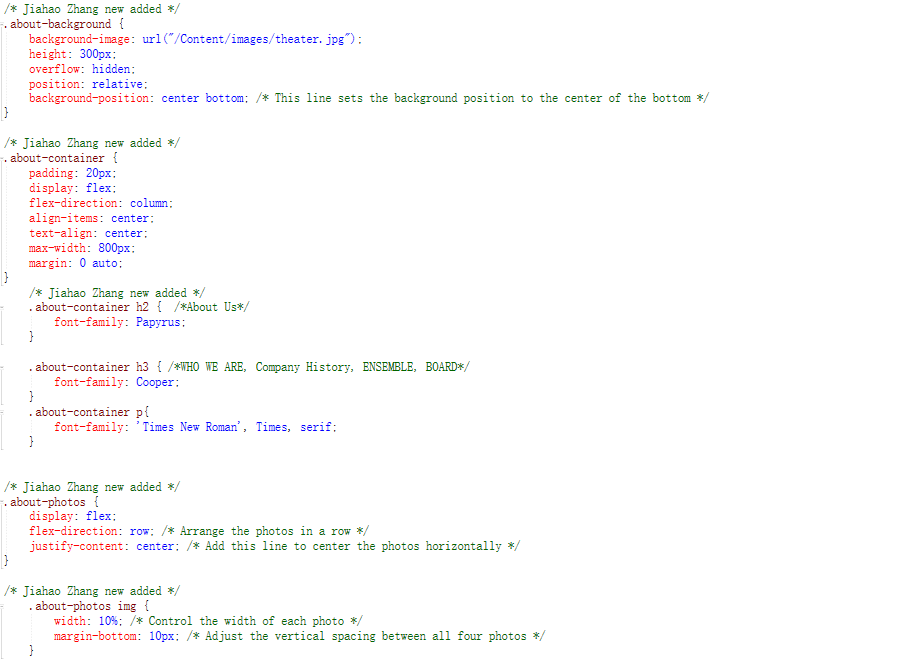 /* Jiahao Zhang new added */
.about-background {
    background-image: url("/Content/images/theater.jpg");
    height: 300px;
    overflow: hidden;
    position: relative;
    background-position: center bottom; /* This line sets the background position to the center of the bottom */
}
/* Jiahao Zhang new added */
.about-container {
    padding: 20px;
    display: flex;
    flex-direction: column;
    align-items: center;
    text-align: center;
    max-width: 800px;
    margin: 0 auto;
}
    /* Jiahao Zhang new added */
    .about-container h2 {  /*About Us*/
        font-family: Papyrus;
    }
    .about-container h3 { /*WHO WE ARE, Company History, ENSEMBLE, BOARD*/
        font-family: Cooper;
    }
    .about-container p{
        font-family: 'Times New Roman', Times, serif;
    }
/* Jiahao Zhang new added */
.about-photos {
    display: flex;
    flex-direction: row; /* Arrange the photos in a row */
    justify-content: center; /* Add this line to center the photos horizontally */
}
/* Jiahao Zhang new added */
    .about-photos img {
        width: 10%; /* Control the width of each photo */
        margin-bottom: 10px; /* Adjust the vertical spacing between all four photos */
    }